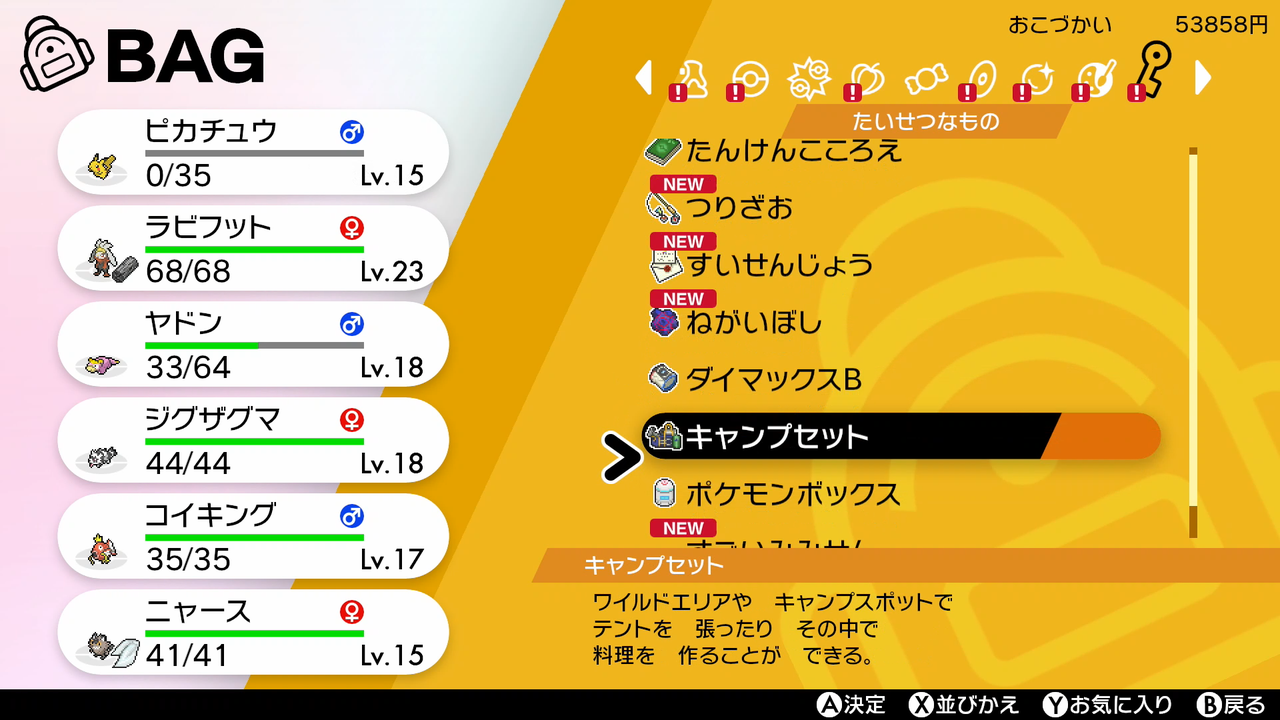 BAG
おこづかい 53858円
たいせつなもの
ピカチュウ
0/35 Lv.15
ラビフット
68/68 Lv.23
ヤドン
33/64 Lv.18
ジグザグマ
44/44 Lv.18
コイキング
35/35 Lv.17
ニャース
41/41 Lv.15
たんけんこころえ
NEW
つりざお
NEW
すいせんじょう
NEW
ねがいぼし
ダイマックスB
キャンプセット
ポケモンボックス
NEW
すごいみみせん
キャンプセット
ワイルドエリアや キャンプスポットで
テントを 張ったり その中で
料理を 作ることが できる。
A決定 X並びかえ Yお気に入り B戻る